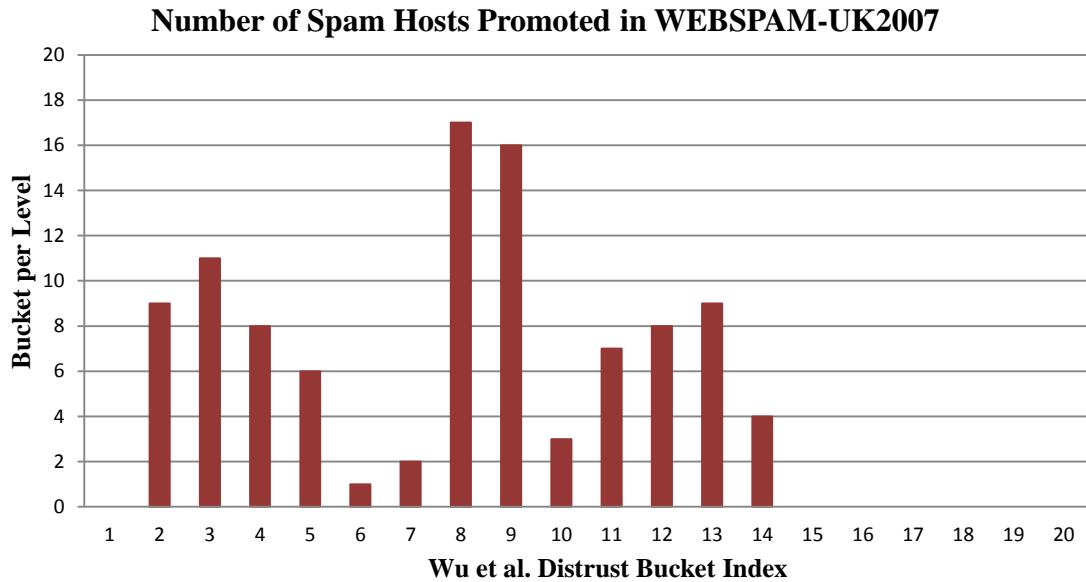 Number of Spam Hosts Promoted in WEBSPAM-UK2007
Bucket per Level
20
18
16
14
12
10
8
6
4
2
0
1 2 3 4 5 6 7 8 9 10 11 12 13 14 15 16 17 18 19 20
Wu et al. Distrust Bucket Index